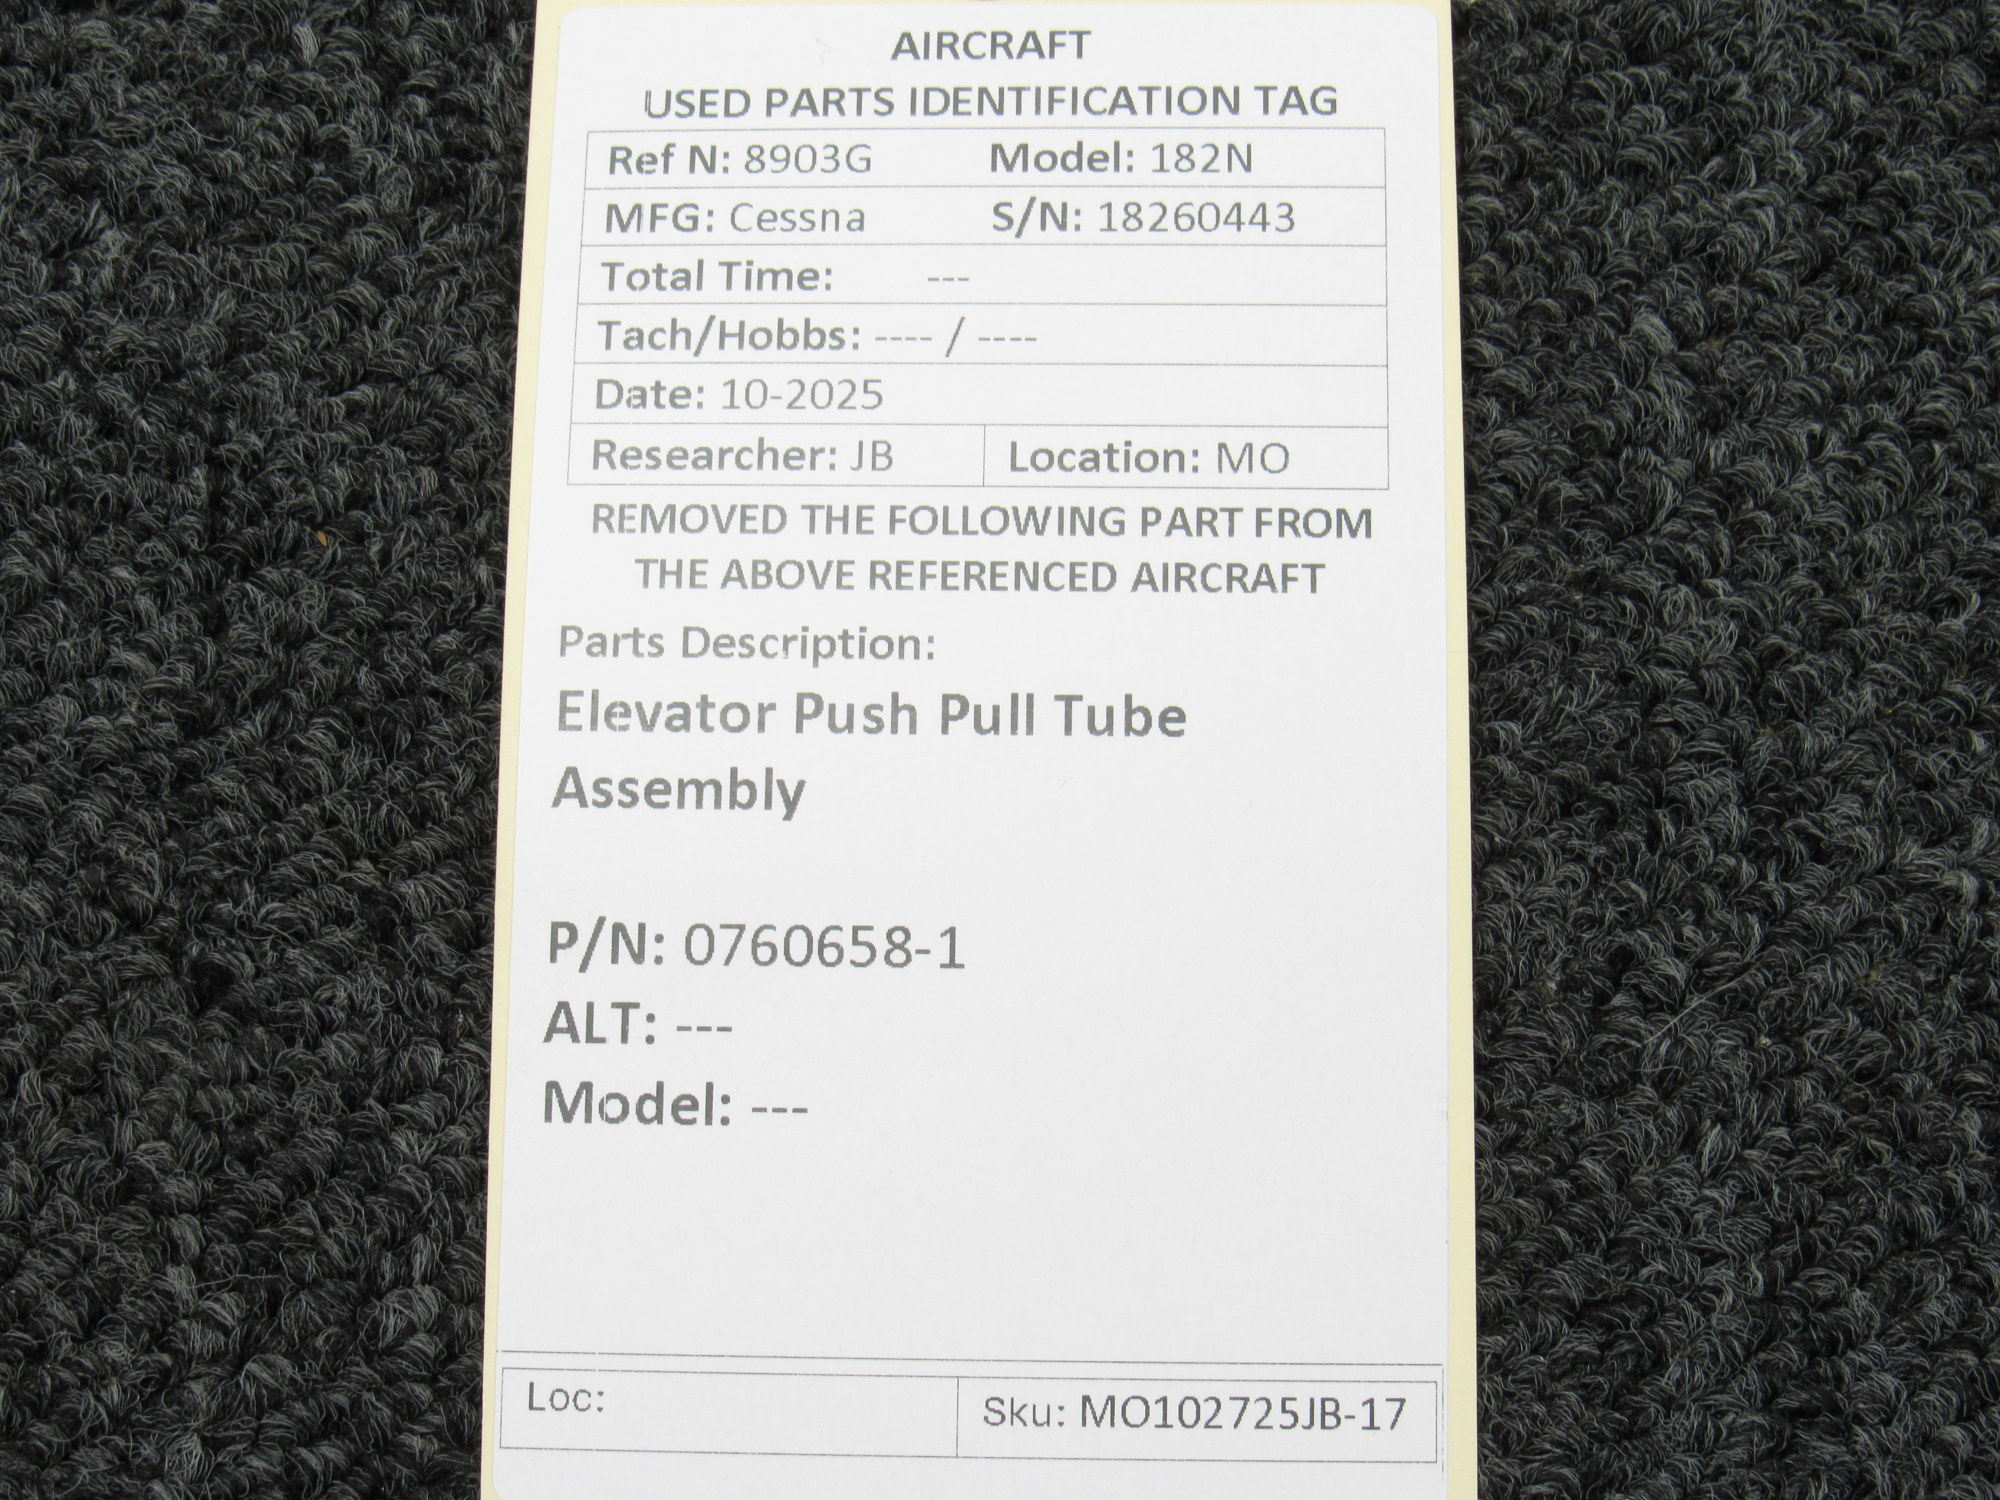 AIRCRAFT
USED PARTS IDENTIFICATION TAG
Ref N: 8903G Model: 182N
MFG: Cessna S/N: 18260443
Total Time: ---
Tach/Hobbs: ---- / ----
Date: 10-2025
Researcher: JB Location: MO
REMOVED THE FOLLOWING PART FROM
THE ABOVE REFERENCED AIRCRAFT
Parts Description:
Elevator Push Pull Tube
Assembly
P/N: 0760658-1
ALT: ---
Model: ---
Loc: Sku: MO102725JB-17